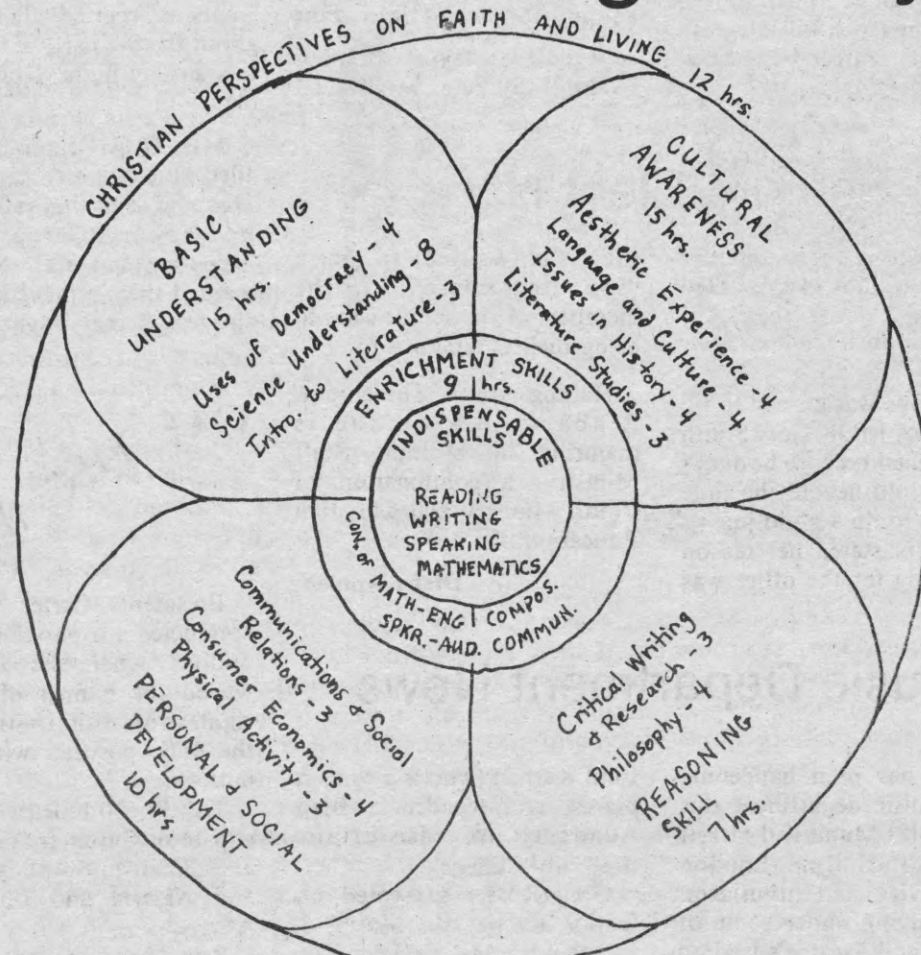 CHRISTIAN PERSPECTIVES ON FAITH AND LIVING 12 hrs.
BASIC
UNDERSTANDING
15 hrs.
Uses of Democracy - 4
Science Understanding 8
Intro. to Literature - 3
CULTURAL
AWARENESS
15 hrs.
Aesthetic Experience - 4
Language and Culture - 4
Issues in History - 4
Literature Studies - 3
ENRICHMENT SKILLS
9 hrs.
INDISPENSABLE
SKILLS
READING
WRITING
SPEAKING
MATHEMATICS
CON. OF MATH - ENG COMPOS.
SPKR. - AUD. COMMUN.
Communications & Social
Relations - 3
Consumer Economics - 4
Physical Activity - 3
PERSONAL & SOCIAL
DEVELOPMENT
10 hrs.
Critical Writing
& Research - 3
Philosophy - 4
REASONING
SKILLS 7 hrs.